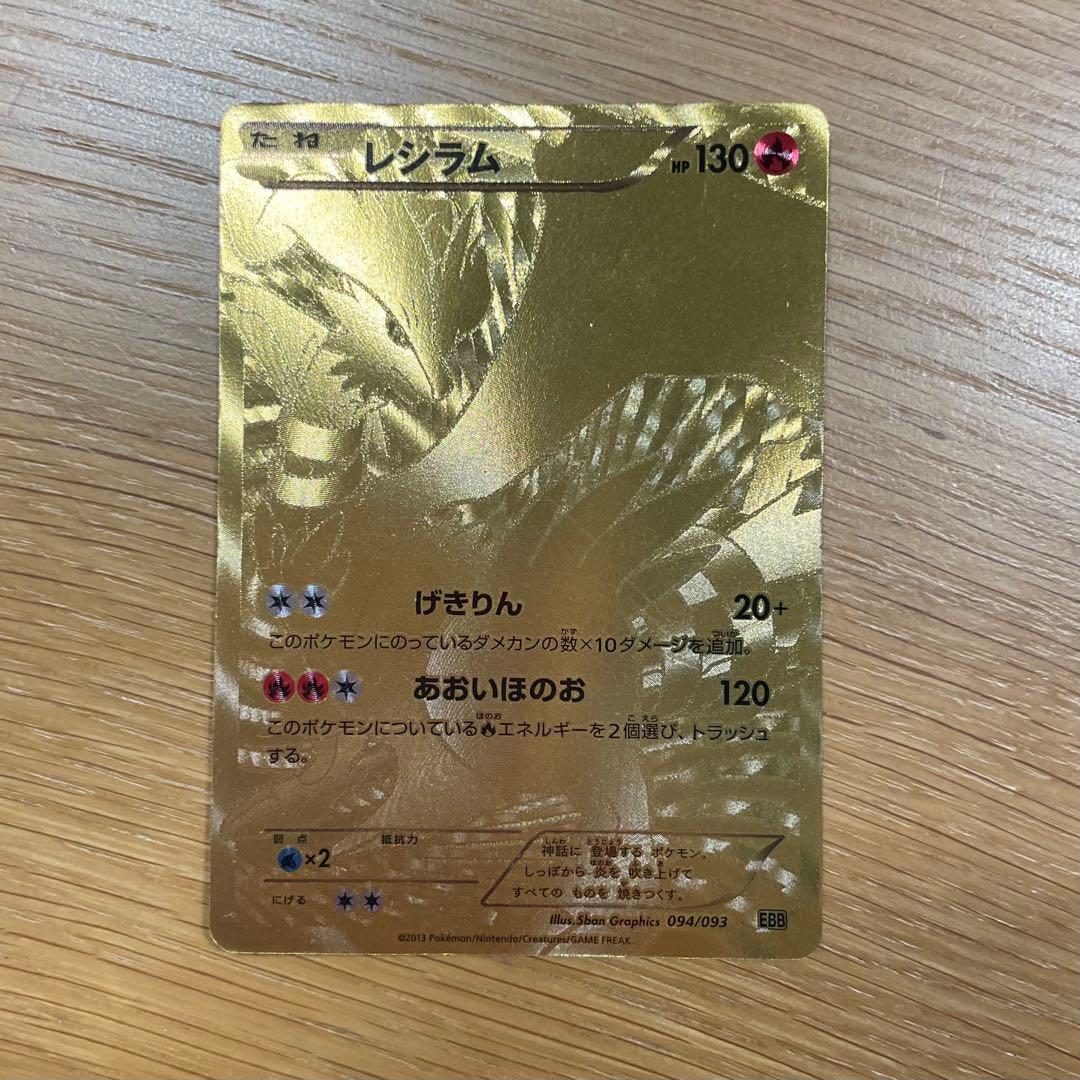 たね レシラム HP130
げきりん 20+
このポケモンにのっているダメカンの数×10ダメージを追加。
あおいほのお 120
このポケモンについているエネルギーを2個選び、トラッシュ
する。
弱点 抵抗力
×2
にげる
神話に 登場する ポケモン。
しっぽから 炎を 吹き上げて
すべての ものを 焼きつくす。
Illus.5ban Graphics 094/093 EBB
©2013 Pokémon/Nintendo/Creatures/GAME FREAK.